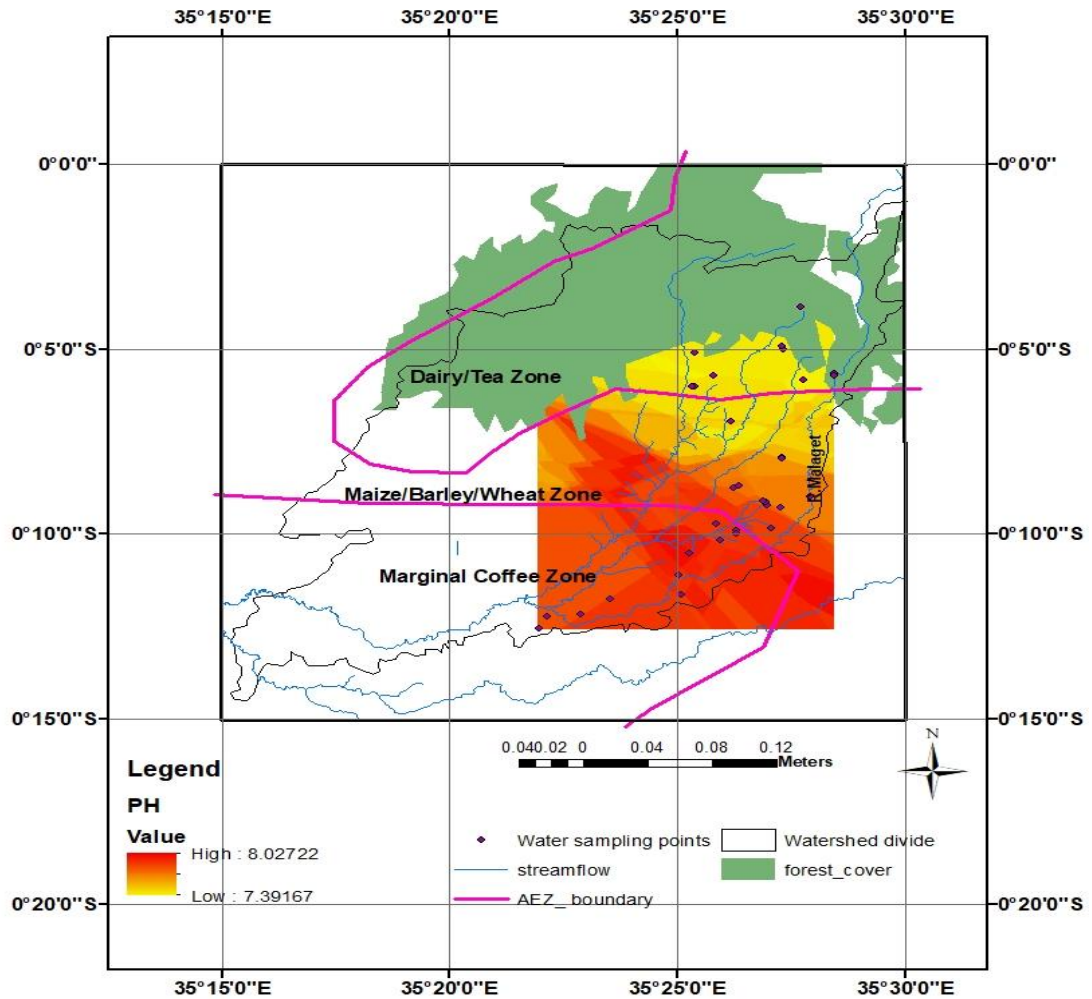 35°15'0"E 35°20'0"E 35°25'0"E 35°30'0"E
0°0'0" 0°0'0"
0°5'0"S 0°5'0"S
Dairy/Tea Zone
R.Malaget
Maize/Barley/Wheat Zone
0°10'0"S 0°10'0"S
Marginal Coffee Zone
0°15'0"S 0°15'0"S
0.040.02 0 0.04 0.08 0.12
Meters
N
Legend
PH
Value
High : 8.02722
Low : 7.39167
Water sampling points
streamflow
AEZ_ boundary
Watershed divide
forest_cover
0°20'0"S 0°20'0"S
35°15'0"E 35°20'0"E 35°25'0"E 35°30'0"E